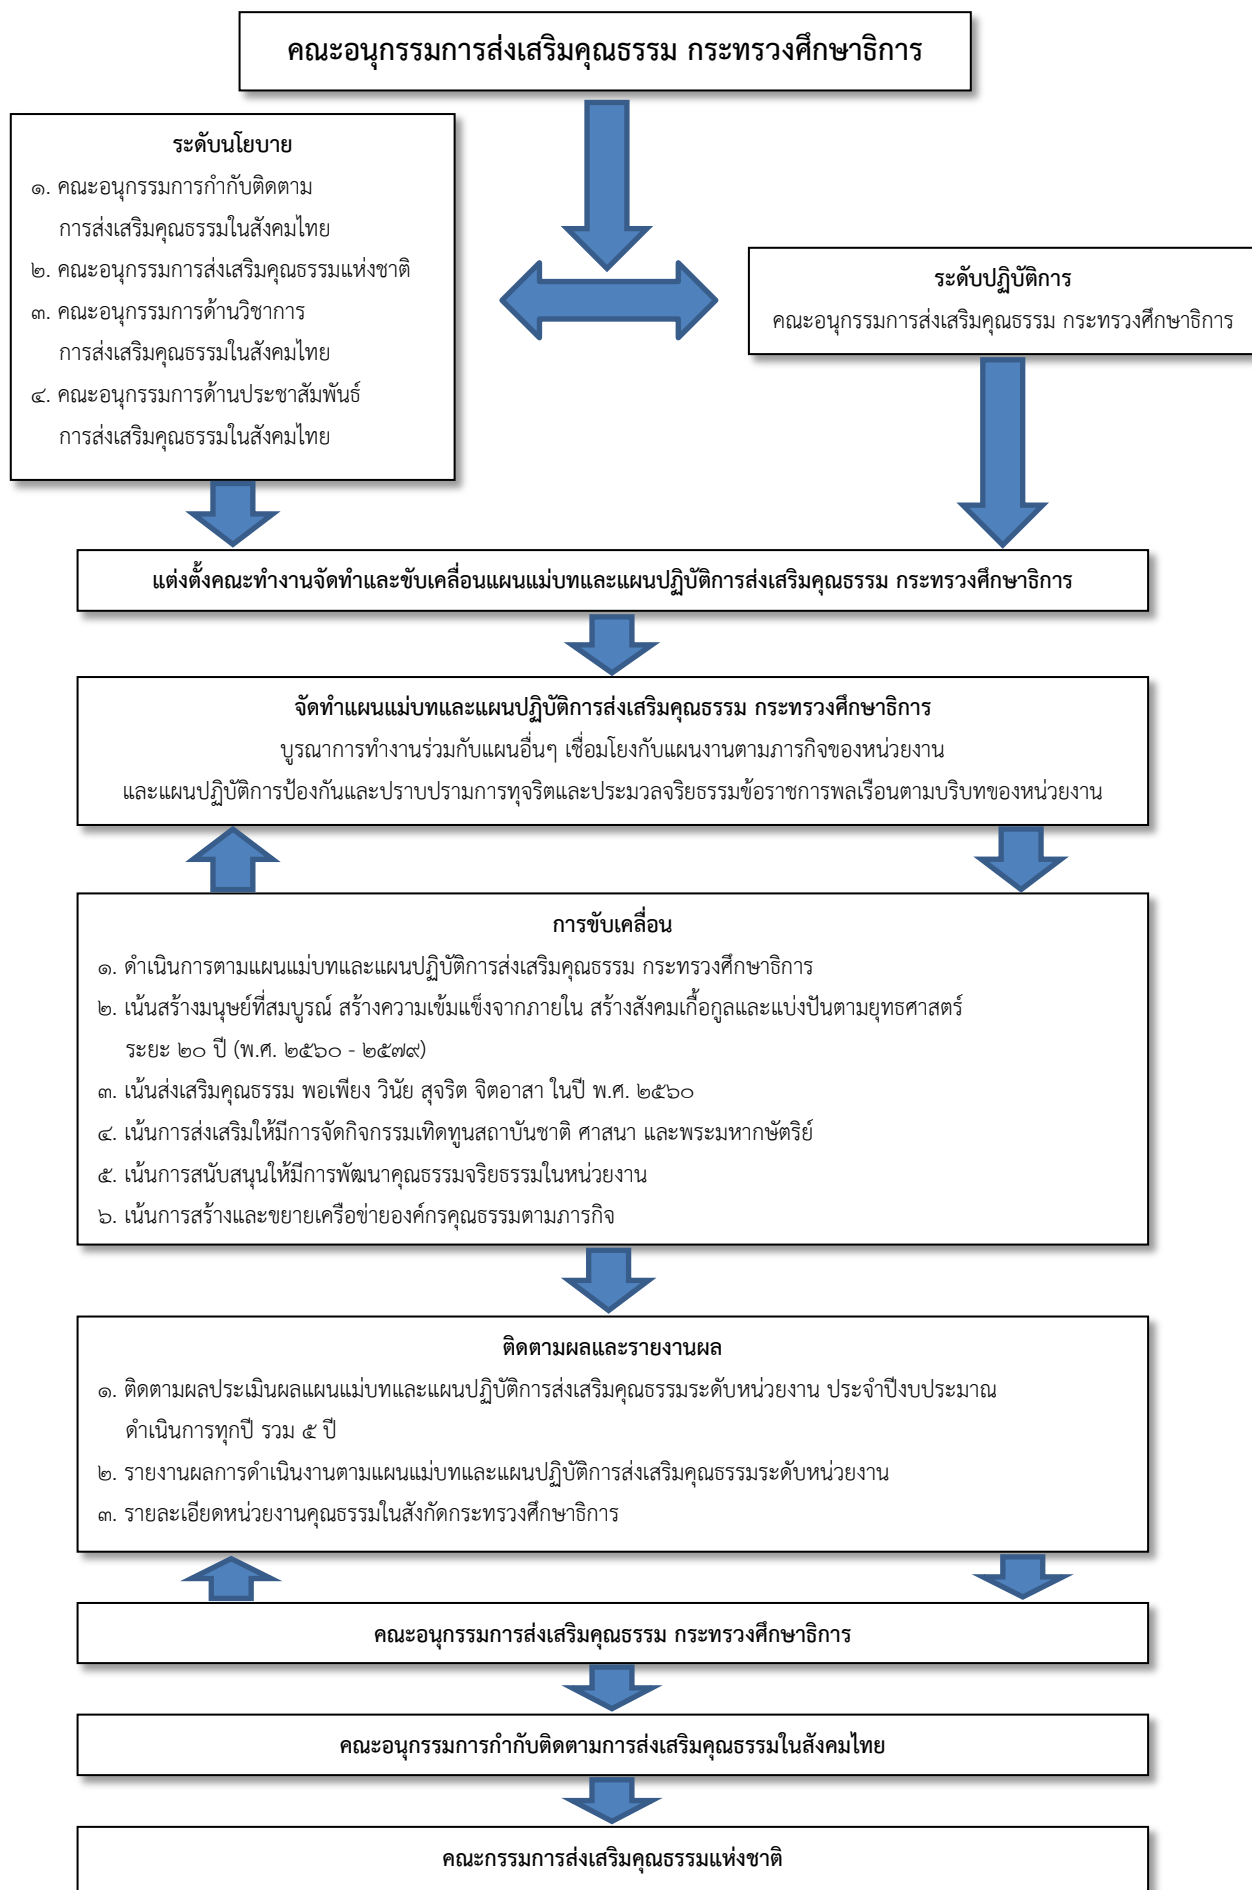 คณะอนุกรรมการส่งเสริมคุณธรรม กระทรวงศึกษาธิการ
ระดับนโยบาย
๑. คณะอนุกรรมการกำกับติดตาม
การส่งเสริมคุณธรรมในสังคมไทย
๒. คณะอนุกรรมการส่งเสริมคุณธรรมแห่งชาติ
๓. คณะอนุกรรมการด้านวิชาการ
การส่งเสริมคุณธรรมในสังคมไทย
๔. คณะอนุกรรมการด้านประชาสัมพันธ์
การส่งเสริมคุณธรรมในสังคมไทย
ระดับปฏิบัติการ
คณะอนุกรรมการส่งเสริมคุณธรรม กระทรวงศึกษาธิการ
แต่งตั้งคณะทำงานจัดทำและขับเคลื่อนแผนแม่บทและแผนปฏิบัติการส่งเสริมคุณธรรม กระทรวงศึกษาธิการ
จัดทำแผนแม่บทและแผนปฏิบัติการส่งเสริมคุณธรรม กระทรวงศึกษาธิการ
บูรณาการทำงานร่วมกับแผนอื่นๆ เชื่อมโยงกับแผนงานตามภารกิจของหน่วยงาน
และแผนปฏิบัติการป้องกันและปราบปรามการทุจริตและประมวลจริยธรรมข้อราชการพลเรือนตามบริบทของหน่วยงาน
การขับเคลื่อน
๑. ดำเนินการตามแผนแม่บทและแผนปฏิบัติการส่งเสริมคุณธรรม กระทรวงศึกษาธิการ
๒. เน้นสร้างมนุษย์ที่สมบูรณ์ สร้างความเข้มแข็งจากภายใน สร้างสังคมเกื้อกูลและแบ่งปันตามยุทธศาสตร์
ระยะ ๒๐ ปี (พ.ศ. ๒๕๖๐ - ๒๕๗๙)
๓. เน้นส่งเสริมคุณธรรม พอเพียง วินัย สุจริต จิตอาสา ในปี พ.ศ. ๒๕๖๐
๔. เน้นการส่งเสริมให้มีการจัดกิจกรรมเทิดทูนสถาบันชาติ ศาสนา และพระมหากษัตริย์
๕. เน้นการสนับสนุนให้มีการพัฒนาคุณธรรมจริยธรรมในหน่วยงาน
๖. เน้นการสร้างและขยายเครือข่ายองค์กรคุณธรรมตามภารกิจ
ติดตามผลและรายงานผล
๑. ติดตามผลประเมินผลแผนแม่บทและแผนปฏิบัติการส่งเสริมคุณธรรมระดับหน่วยงาน ประจำปีงบประมาณ
ดำเนินการทุกปี รวม ๕ ปี
๒. รายงานผลการดำเนินงานตามแผนแม่บทและแผนปฏิบัติการส่งเสริมคุณธรรมระดับหน่วยงาน
๓. รายละเอียดหน่วยงานคุณธรรมในสังกัดกระทรวงศึกษาธิการ
คณะอนุกรรมการส่งเสริมคุณธรรม กระทรวงศึกษาธิการ
คณะอนุกรรมการกำกับติดตามการส่งเสริมคุณธรรมในสังคมไทย
คณะกรรมการส่งเสริมคุณธรรมแห่งชาติ